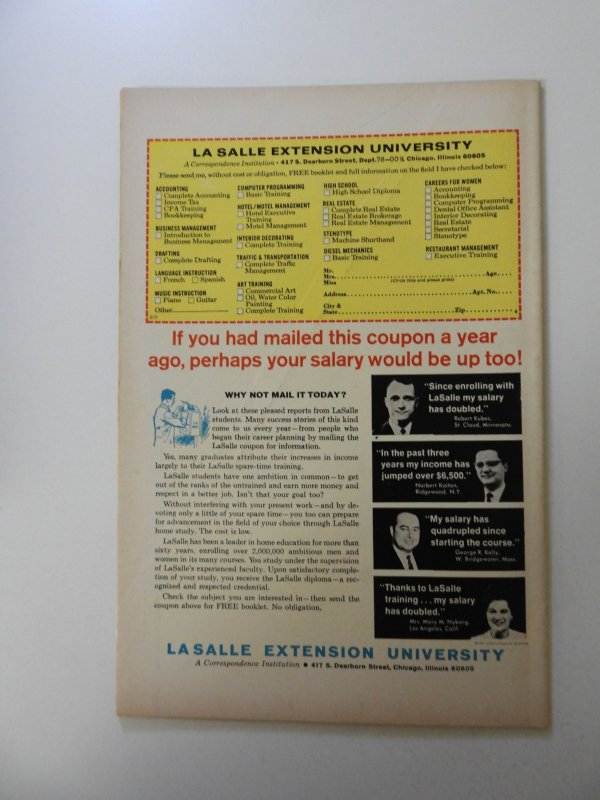 LA SALLE EXTENSION UNIVERSITY
A Correspondence Institution • 417 S. Dearborn Street, Dept. 78-009, Chicago, Illinois 60605
Please send me, without cost or obligation, FREE booklet and full information on the field I have checked below:
ACCOUNTING
Complete Accounting
Income Tax
CPA Training
Bookkeeping
BUSINESS MANAGEMENT
Introduction to
Business Management
DRAFTING
Complete Drafting
LANGUAGE INSTRUCTION
French Spanish
MUSIC INSTRUCTION
Piano Guitar
Other
COMPUTER PROGRAMMING
Basic Training
HOTEL/MOTEL MANAGEMENT
Hotel Executive
Training
Motel Management
INTERIOR DECORATING
Complete Training
TRAFFIC & TRANSPORTATION
Complete Traffic
Management
ART TRAINING
Commercial Art
Oil, Water Color
Painting
Complete Training
HIGH SCHOOL
High School Diploma
REAL ESTATE
Complete Real Estate
Real Estate Brokerage
Real Estate Management
STENOTYPE
Machine Shorthand
DIESEL MECHANICS
Basic Training
CAREERS FOR WOMEN
Accounting
Bookkeeping
Computer Programming
Dental Office Assistant
Interior Decorating
Real Estate
Secretarial
Stenotype
RESTAURANT MANAGEMENT
Executive Training
Mr.
Mrs. Age
Miss (Circle title and please print)
Address Apt. No.
City &
State Zip
If you had mailed this coupon a year
ago, perhaps your salary would be up too!
WHY NOT MAIL IT TODAY?
Look at these pleased reports from LaSalle
students. Many success stories of this kind
come to us every year—from people who
began their career planning by mailing the
LaSalle coupon for information.
Yes, many graduates attribute their increases in income
largely to their LaSalle spare-time training.
LaSalle students have one ambition in common—to get
out of the ranks of the untrained and earn more money and
respect in a better job. Isn't that your goal too?
Without interfering with your present work—and by de-
voting only a little of your spare time—you too can prepare
for advancement in the field of your choice through LaSalle
home study. The cost is low.
LaSalle has been a leader in home education for more than
sixty years, enrolling over 2,000,000 ambitious men and
women in its many courses. You study under the supervision
of LaSalle's experienced faculty. Upon satisfactory comple-
tion of your study, you receive the LaSalle diploma—a rec-
ognized and respected credential.
Check the subject you are interested in—then send the
coupon above for FREE booklet. No obligation.
"Since enrolling with
LaSalle my salary
has doubled."
Robert Kuber,
St. Cloud, Minnesota.
"In the past three
years my income has
jumped over $6,500."
Norbert Kaiton,
Ridgewood, N.Y.
"My salary has
quadrupled since
starting the course."
George R. Kelly,
W. Bridgewater, Mass.
"Thanks to LaSalle
training . . . my salary
has doubled."
Mrs. Mary M. Nyberg,
Los Angeles, Calif.
LA SALLE EXTENSION UNIVERSITY
A Correspondence Institution • 417 S. Dearborn Street, Chicago, Illinois 60605